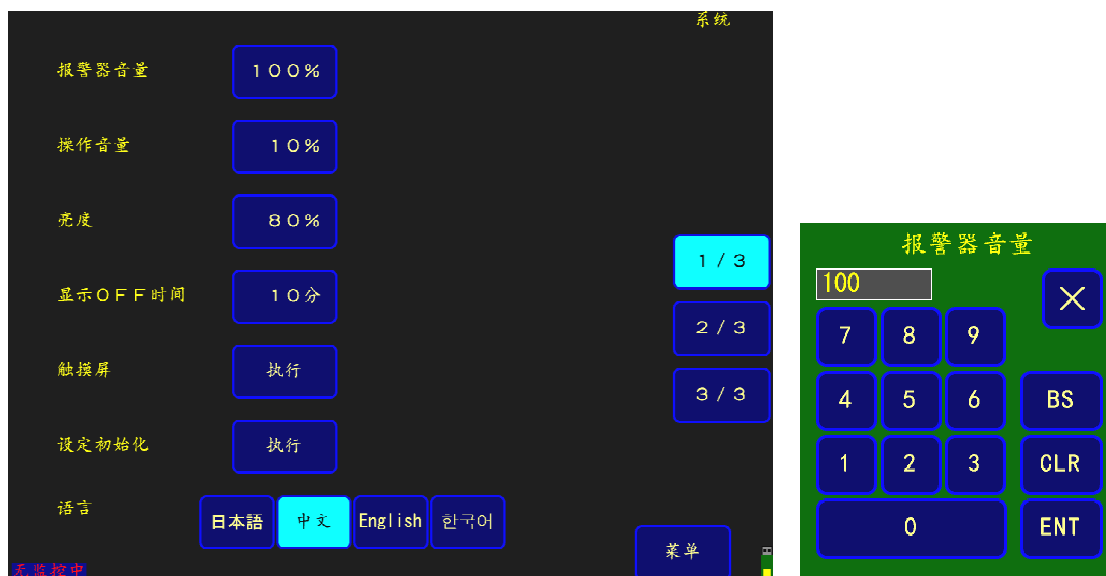 系统
报警器音量 １００％
操作音量 １０％
亮度 ８０％
显示ＯＦＦ时间 １０分
触摸屏 执行
设定初始化 执行
语言 日本語 中文 English 한국어
１／３
２／３
３／３
菜单
无监控中
报警器音量
100
×
7 8 9
4 5 6 BS
1 2 3 CLR
0 ENT